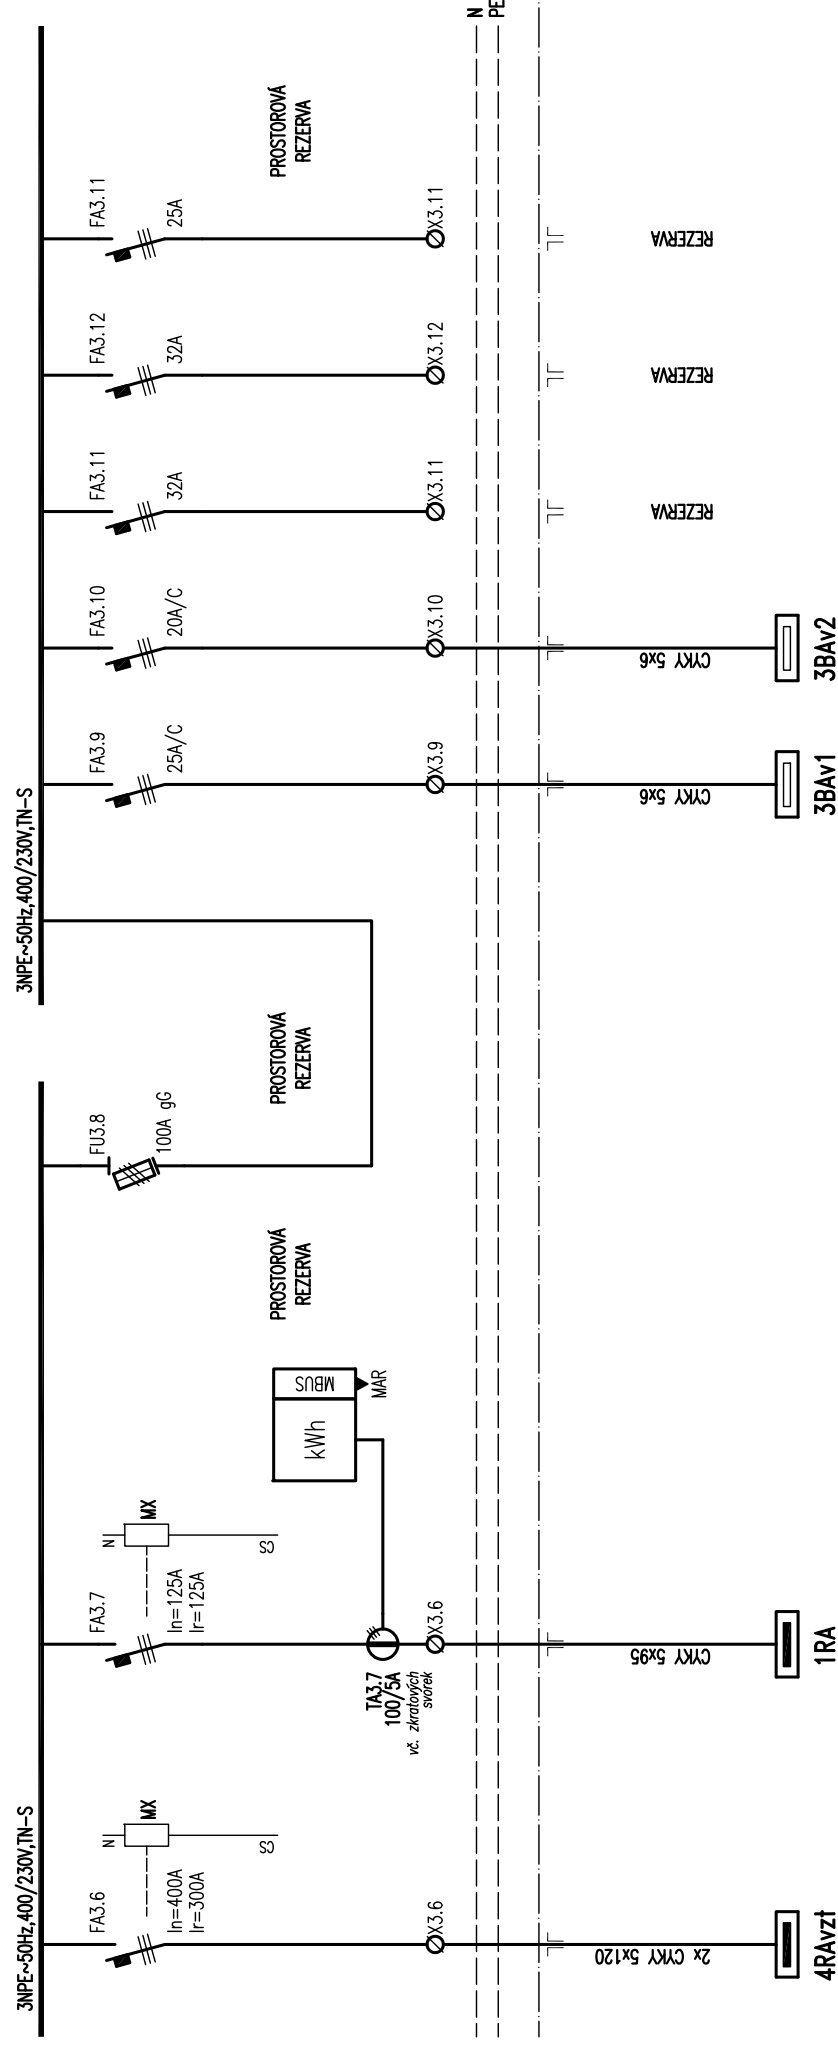 3NPE~50Hz,400/230V,TN-S
FA3.6
In=400A
Ir=300A
N
MX
CS
X3.6
2x CYKY 5x120
4RAvzt
FA3.7
In=125A
Ir=125A
N
MX
CS
TA3.7
100/5A
vč. zkratových
svorek
kWh
MBUS
MAR
X3.6
CYKY 5x95
1RA
PROSTOROVÁ
REZERVA
FU3.8
100A gG
PROSTOROVÁ
REZERVA
3NPE~50Hz,400/230V,TN-S
FA3.9
25A/C
X3.9
CYKY 5x6
3BAv1
FA3.10
20A/C
X3.10
CYKY 5x6
3BAv2
FA3.11
32A
X3.11
REZERVA
FA3.12
32A
X3.12
REZERVA
FA3.11
25A
X3.11
REZERVA
PROSTOROVÁ
REZERVA
N
PE